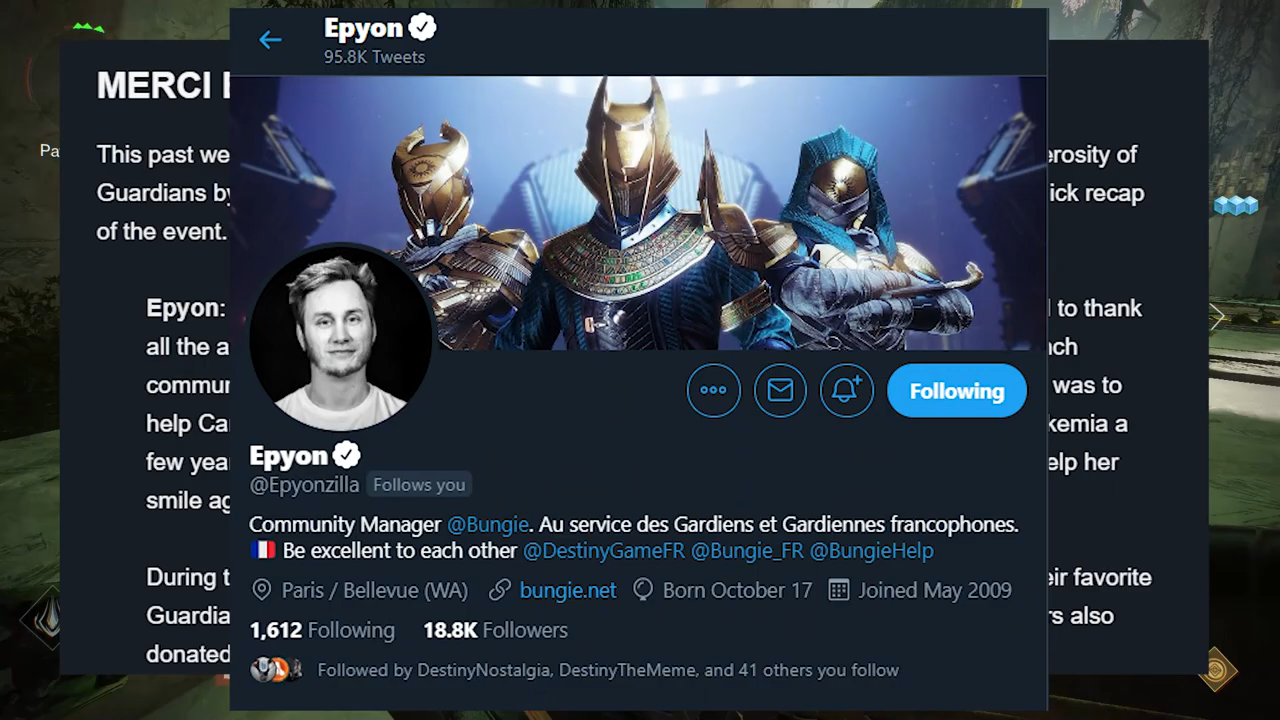 Epyon
95.8K Tweets
MERCI
This past we
erosity of
Guardians by
ick recap
of the event.
Pa
Epyon:
to thank
all the a
commun
was to
help Ca
kemia a
few yea
elp her
smile ag
Following
Epyon
@Epyonzilla Follows you
Community Manager @Bungie. Au service des Gardiens et Gardiennes francophones.
Be excellent to each other @DestinyGameFR @Bungie_FR @BungieHelp
During t
eir favorite
Paris / Bellevue (WA) bungie.net Born October 17 Joined May 2009
Guardia
rs also
1,612 Following 18.8K Followers
donated
Followed by DestinyNostalgia, DestinyTheMeme, and 41 others you follow